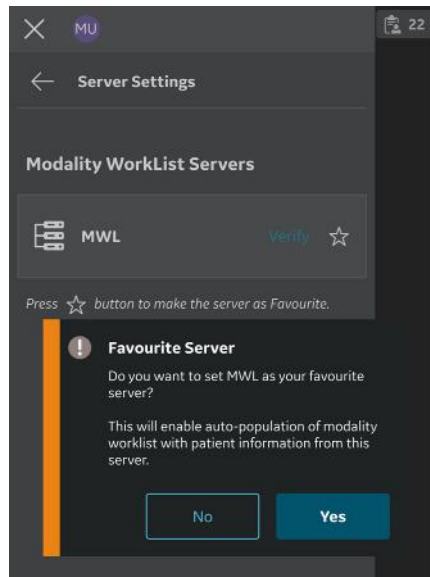 MU
22
Server Settings
Modality WorkList Servers
MWL Verify
Press button to make the server as Favourite.
Favourite Server
Do you want to set MWL as your favourite
server?
This will enable auto-population of modality
worklist with patient information from this
server.
No Yes